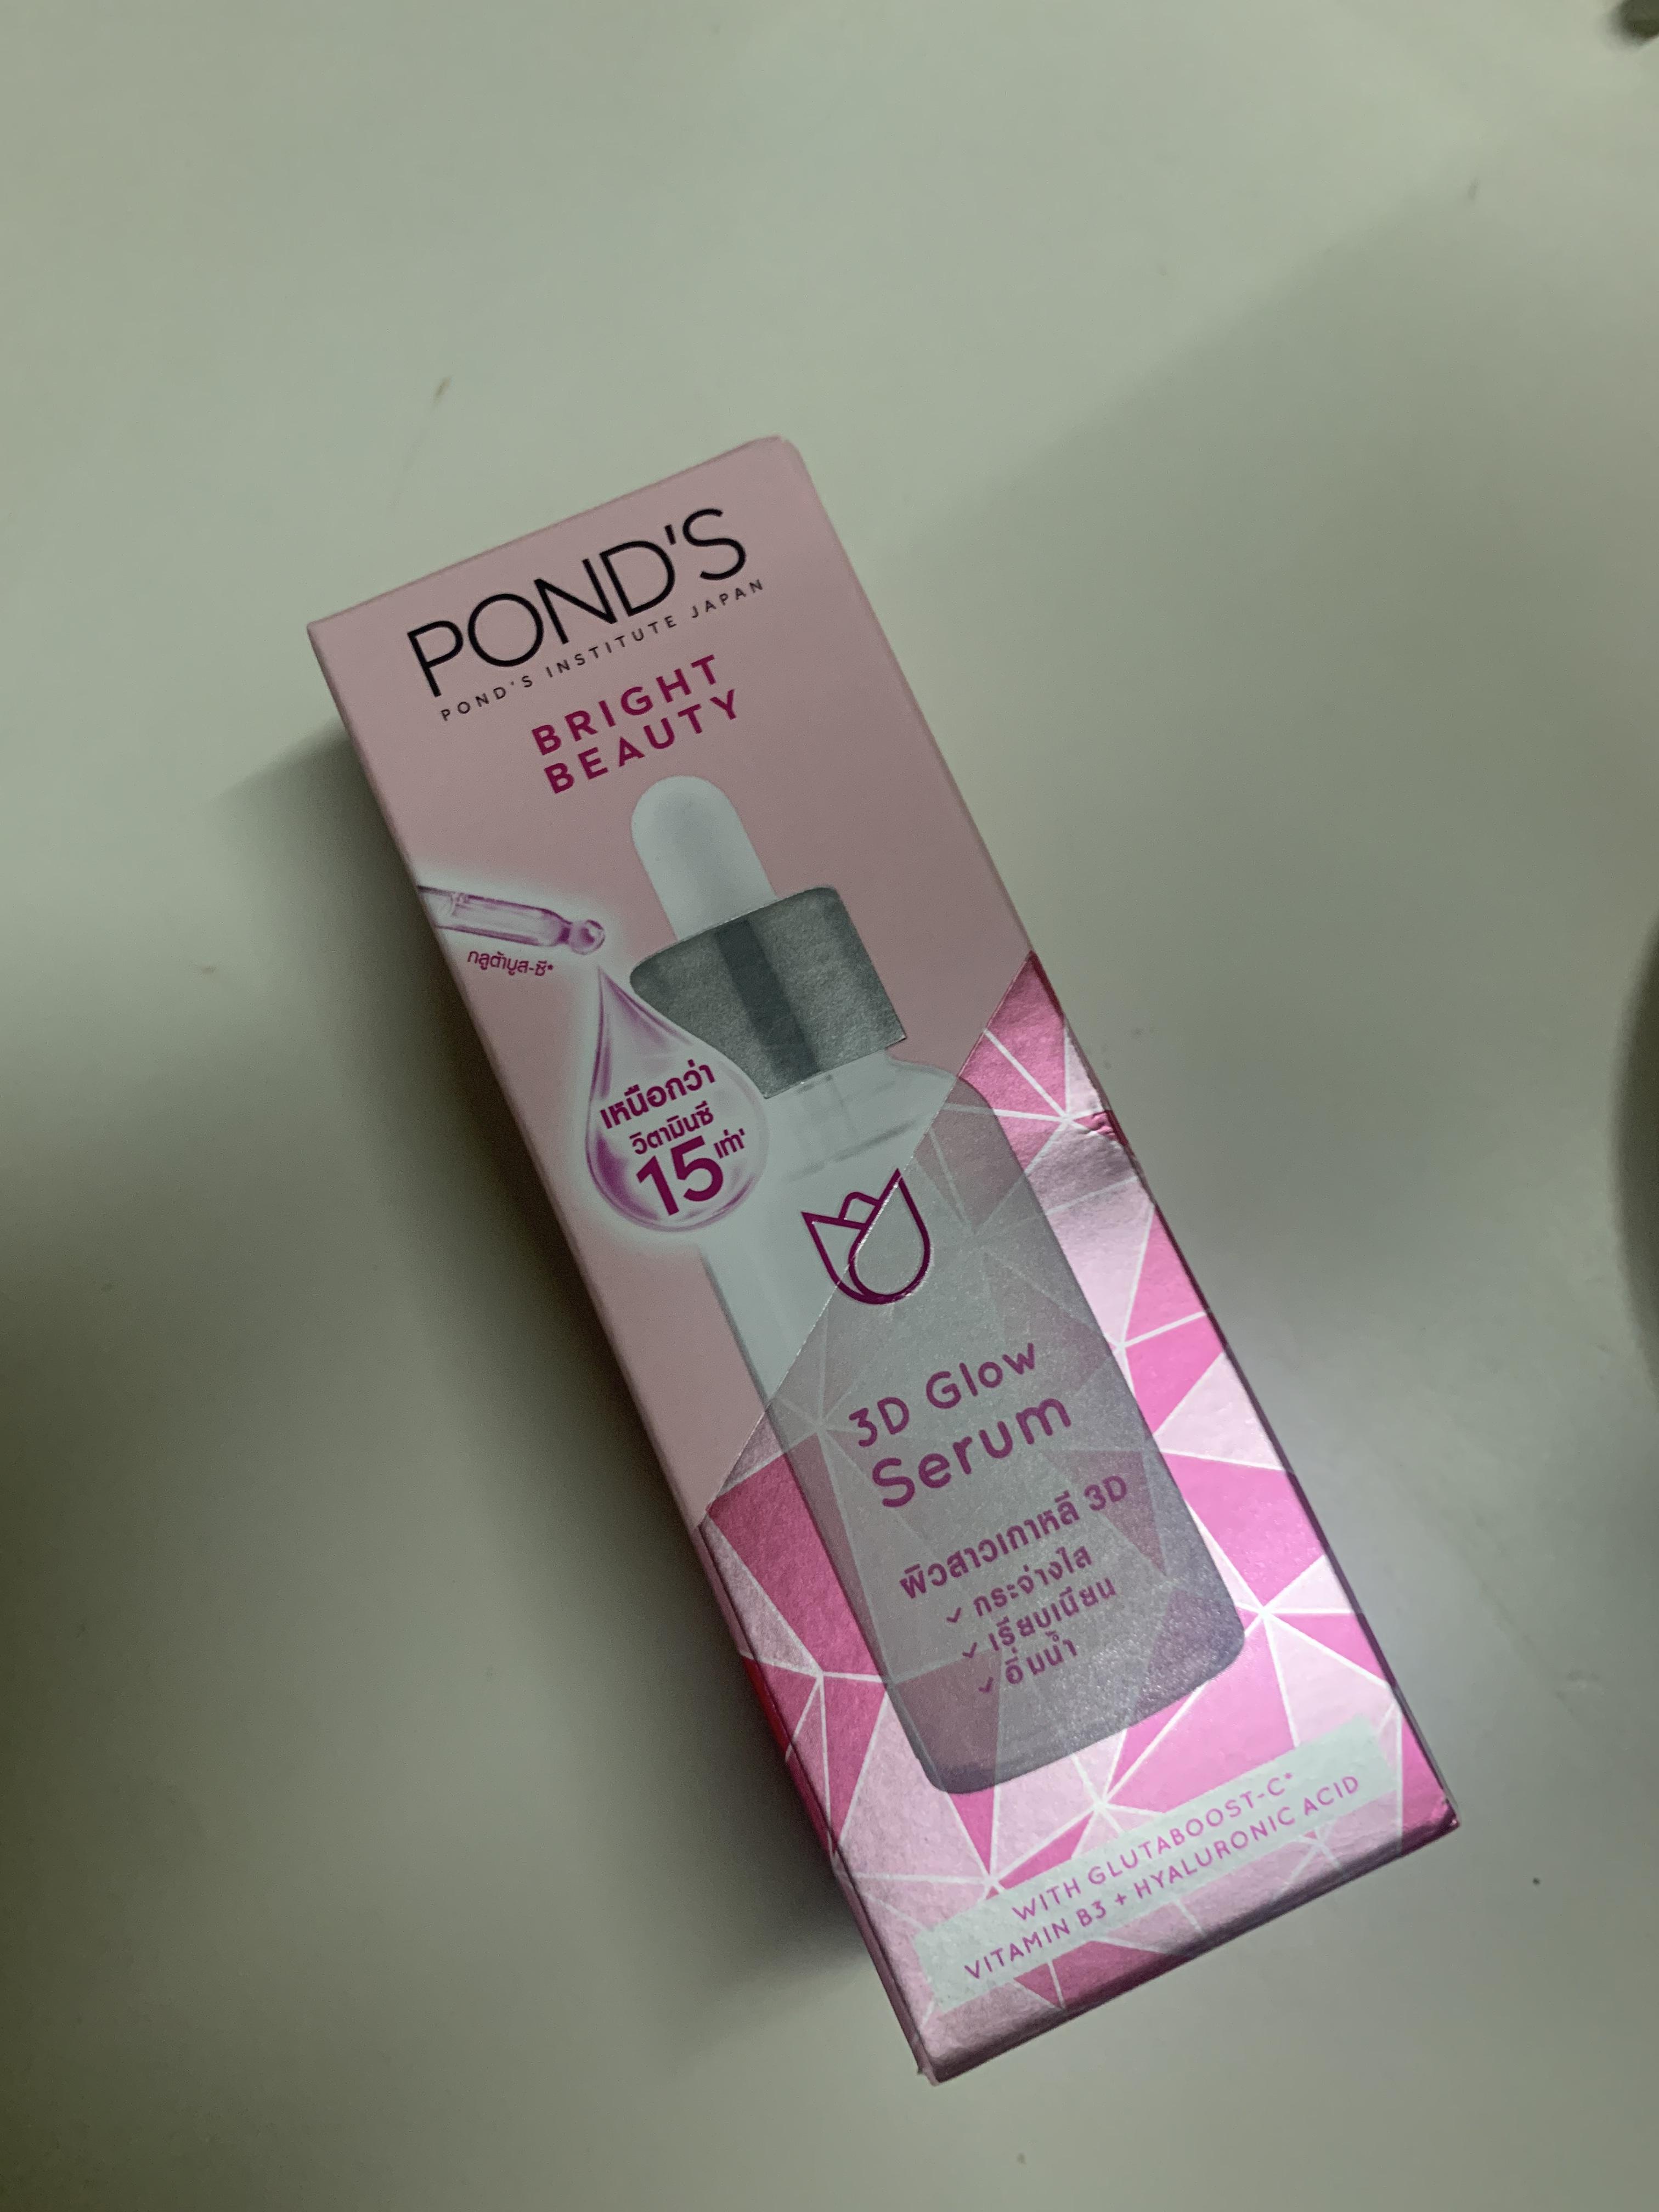 POND'S
POND'S INSTITUTE JAPAN
BRIGHT
BEAUTY
กลูต้าบูส-ซี*
เหนือกว่า
วิตามินซี
15 เท่า¹
3D Glow
Serum
ผิวสาวเกาหลี 3D
✓ กระจ่างใส
✓ เรียบเนียน
✓ อิ่มน้ำ
WITH GLUTABOOST-C*
VITAMIN B3 + HYALURONIC ACID